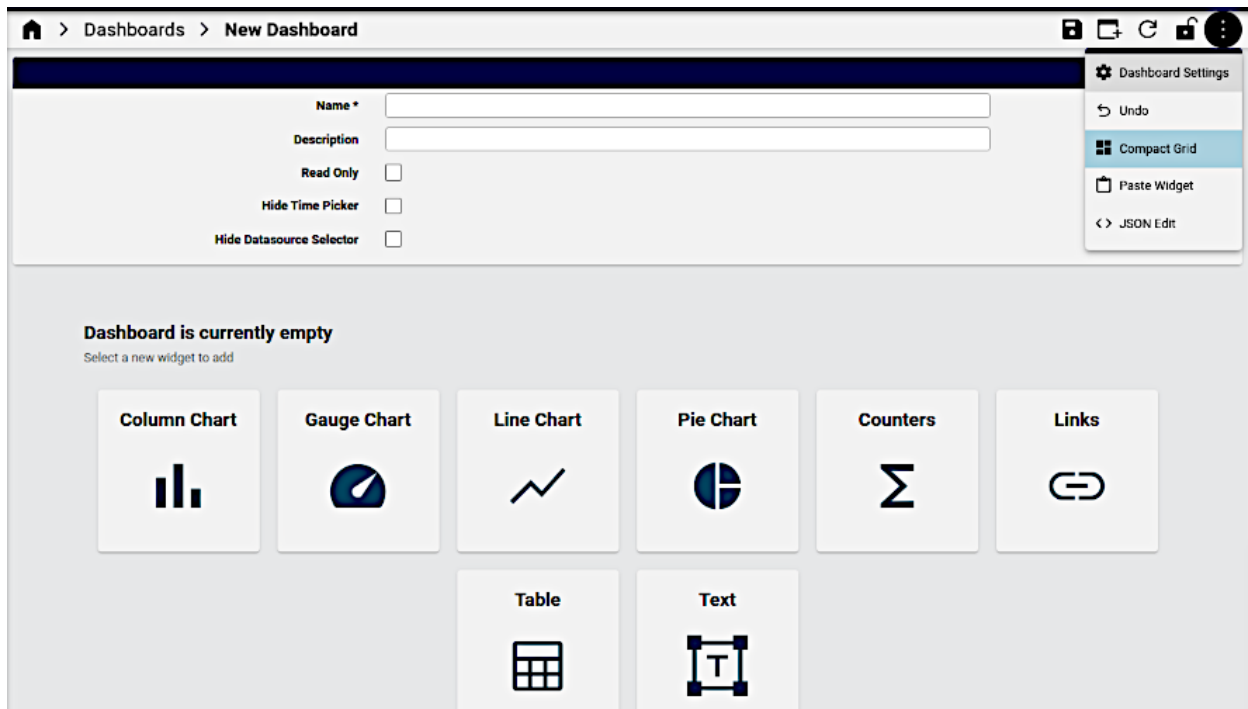 Dashboards > New Dashboard
Dashboard Settings
Undo
Compact Grid
Paste Widget
JSON Edit
Name *
Description
Read Only
Hide Time Picker
Hide Datasource Selector
Dashboard is currently empty
Select a new widget to add
Column Chart Gauge Chart Line Chart Pie Chart Counters Links
Table Text